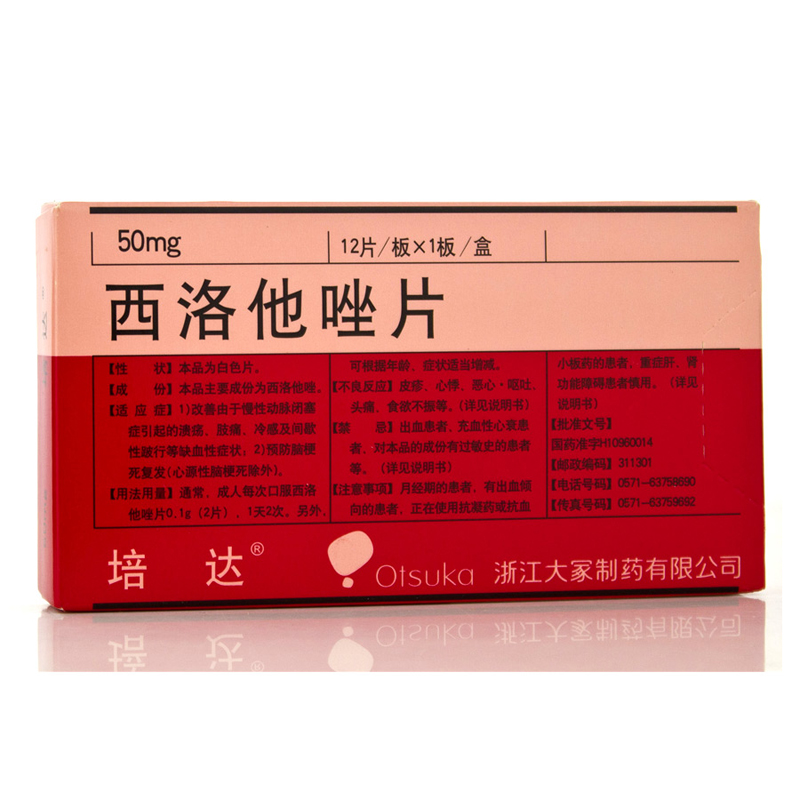 50mg
12片/板×1板/盒
西洛他唑片
【性 状】本品为白色片。
【成 份】本品主要成份为西洛他唑。
【适应症】1)改善由于慢性动脉闭塞
症引起的溃疡、肢痛、冷感及间歇
性跛行等缺血性症状；2)预防脑梗
死复发(心源性脑梗死除外)。
【用法用量】通常，成人每次口服西洛
他唑片0.1g（2片），1天2次。另外，
可根据年龄、症状适当增减。
【不良反应】皮疹、心悸、恶心·呕吐、
头痛、食欲不振等。（详见说明书）
【禁 忌】出血患者、充血性心衰患
者、对本品的成份有过敏史的患者
等。（详见说明书）
【注意事项】月经期的患者，有出血倾
向的患者，正在使用抗凝药或抗血
小板药的患者，重症肝、肾
功能障碍患者慎用。（详见
说明书）
【批准文号】
国药准字H10960014
【邮政编码】311301
【电话号码】0571-63758690
【传真号码】0571-63759692
培达®
Otsuka 浙江大冢制药有限公司